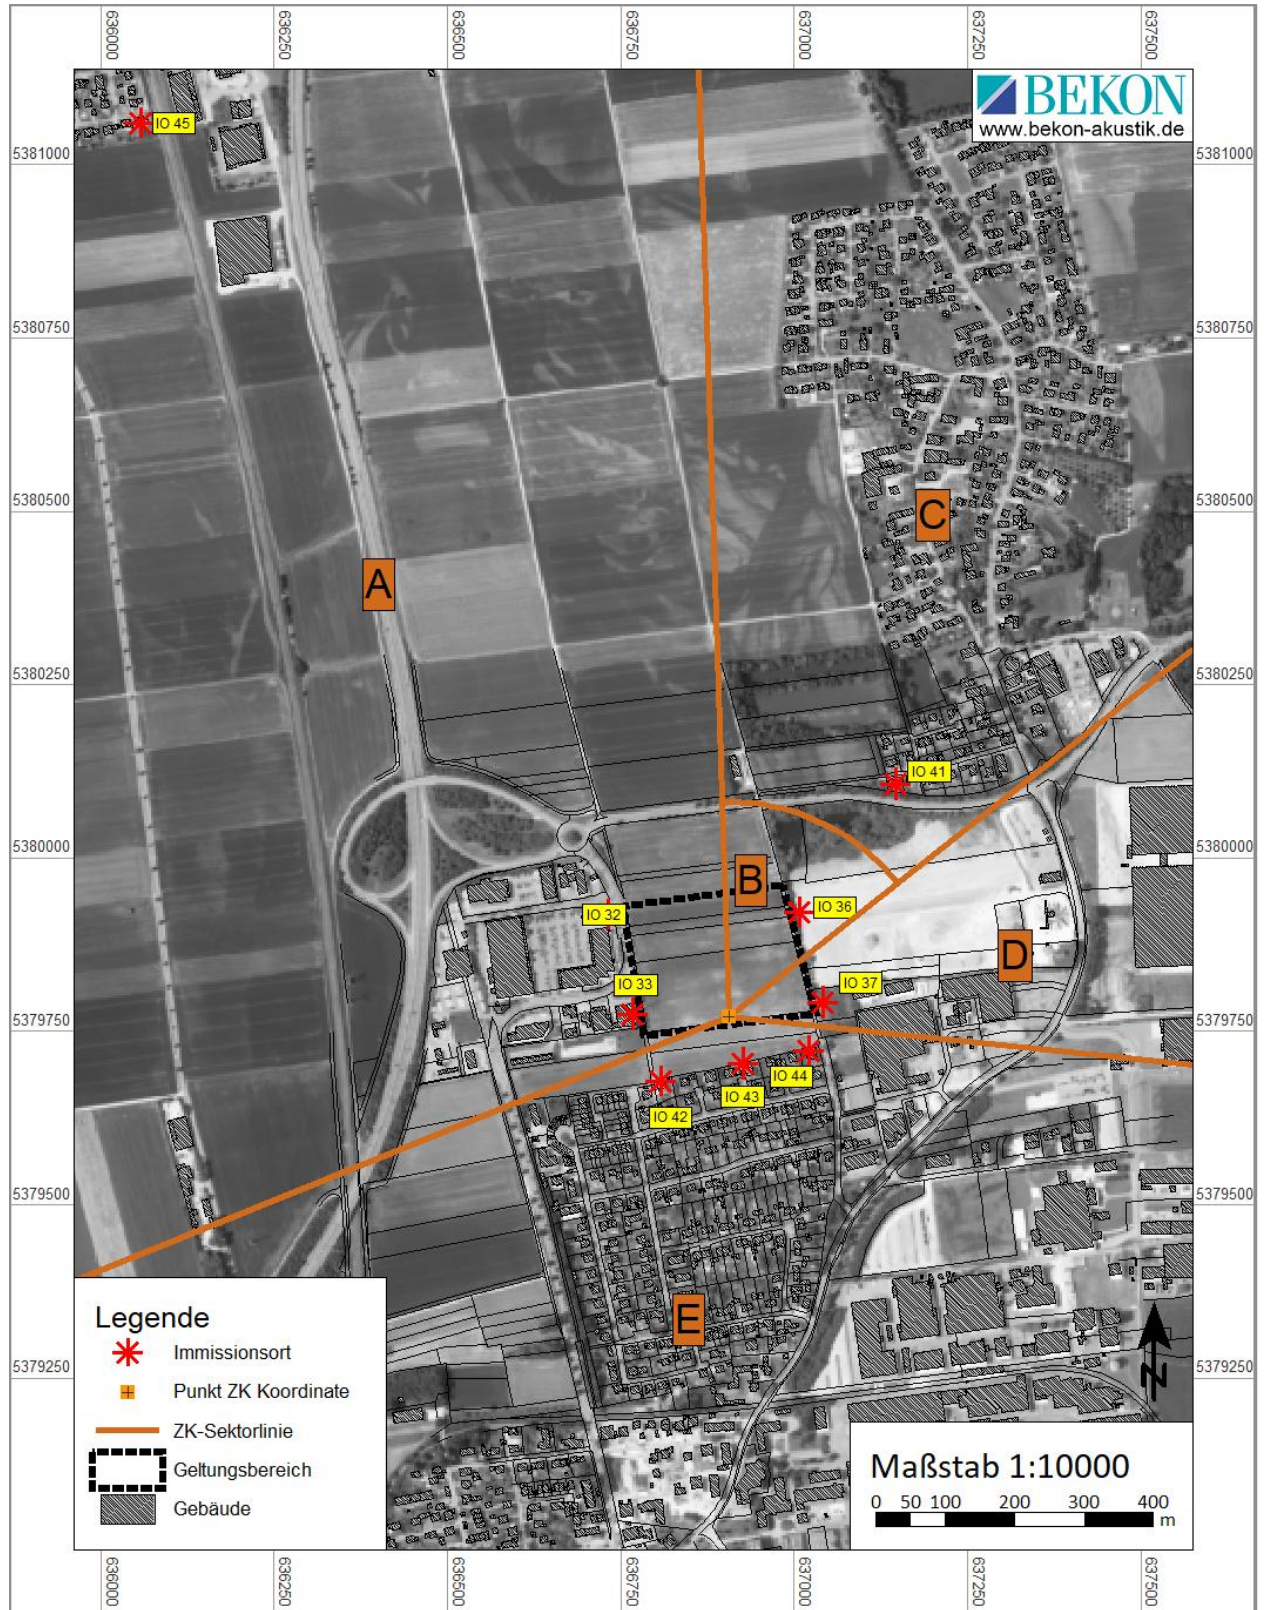 636000
636250
636500
636750
637000
637250
637500
BEKON
www.bekon-akustik.de
IO 45
5381000
5381000
5380750
5380750
5380500
5380500
C
A
5380250
5380250
IO 41
5380000
5380000
B
IO 32
IO 36
D
IO 33
IO 37
5379750
5379750
IO 44
IO 43
IO 42
5379500
5379500
E
Legende
Immissionsort
Punkt ZK Koordinate
ZK-Sektorlinie
Geltungsbereich
Gebäude
5379250
5379250
N
Maßstab 1:10000
0 50 100 200 300 400
m
636000
636250
636500
636750
637000
637250
637500